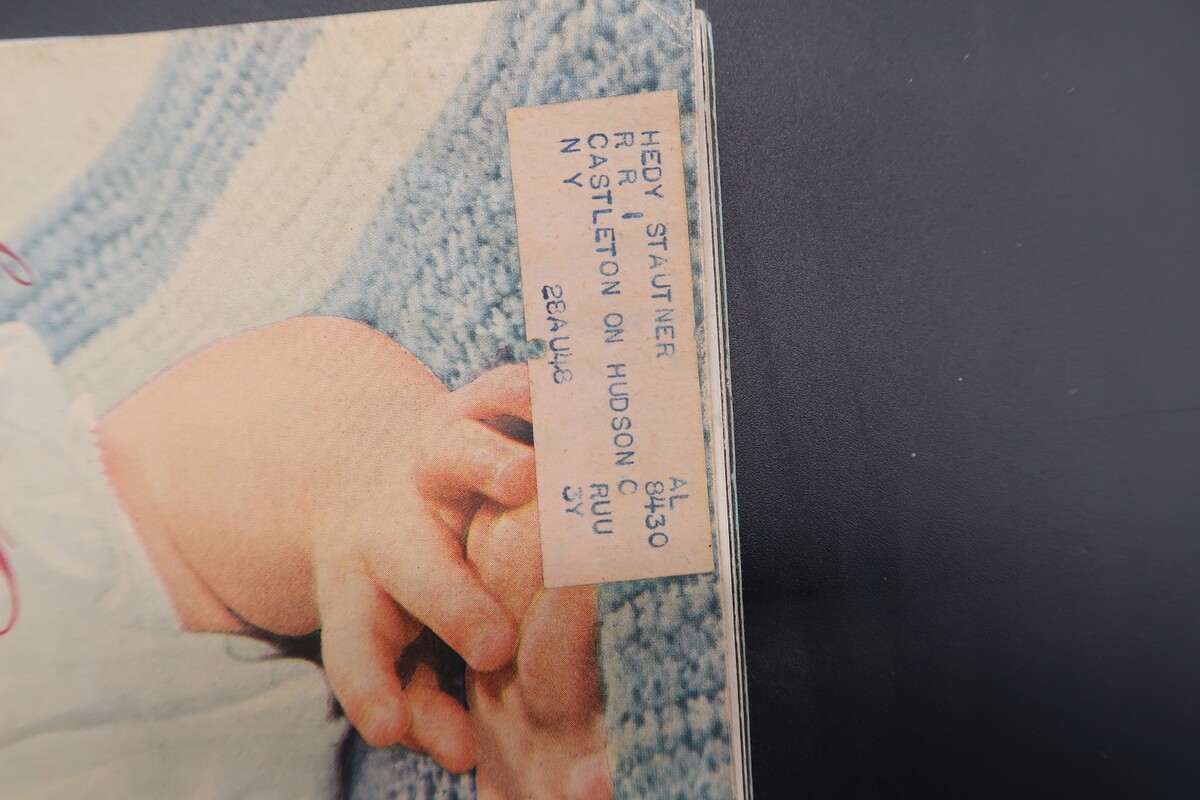 AL
HEDY STAUTNER 8430
R R 1
CASTLETON ON HUDSON C RUU
N Y 3Y
28AU48